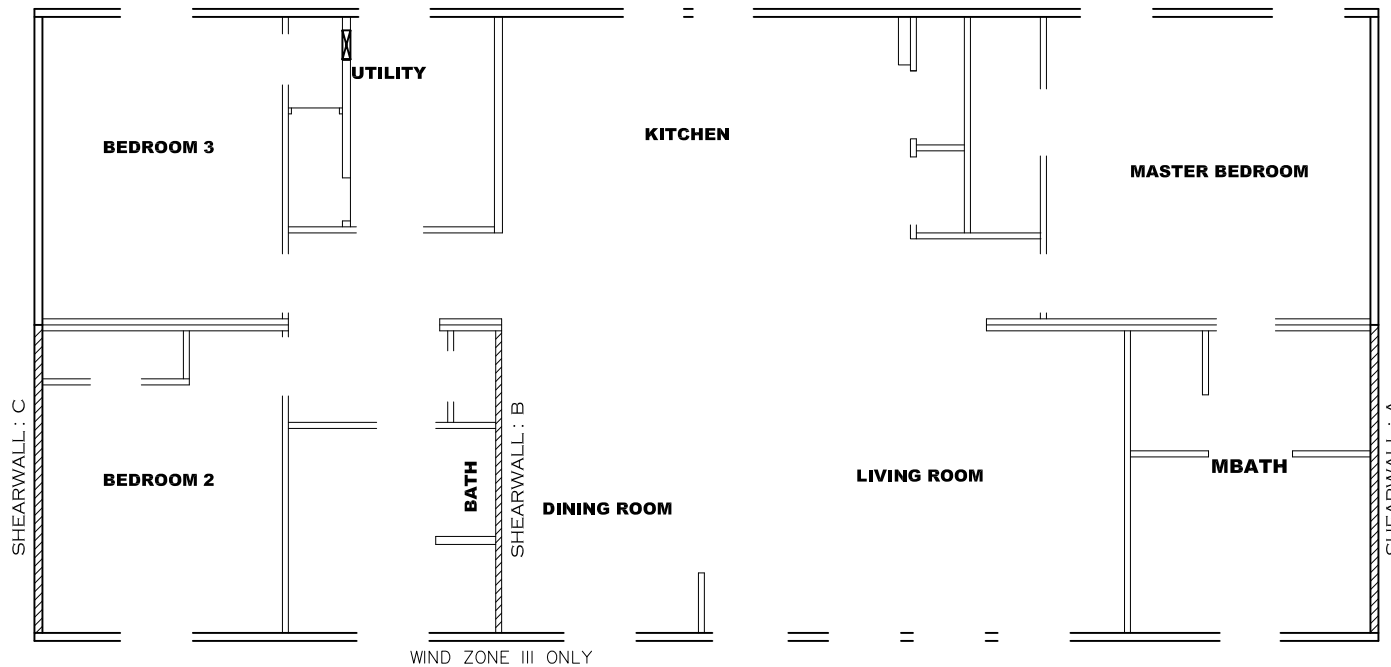 UTILITY
KITCHEN
BEDROOM 3
MASTER BEDROOM
SHEARWALL: C
BEDROOM 2
BATH
SHEARWALL: B
DINING ROOM
LIVING ROOM
MBATH
SHEARWALL: A
WIND ZONE III ONLY